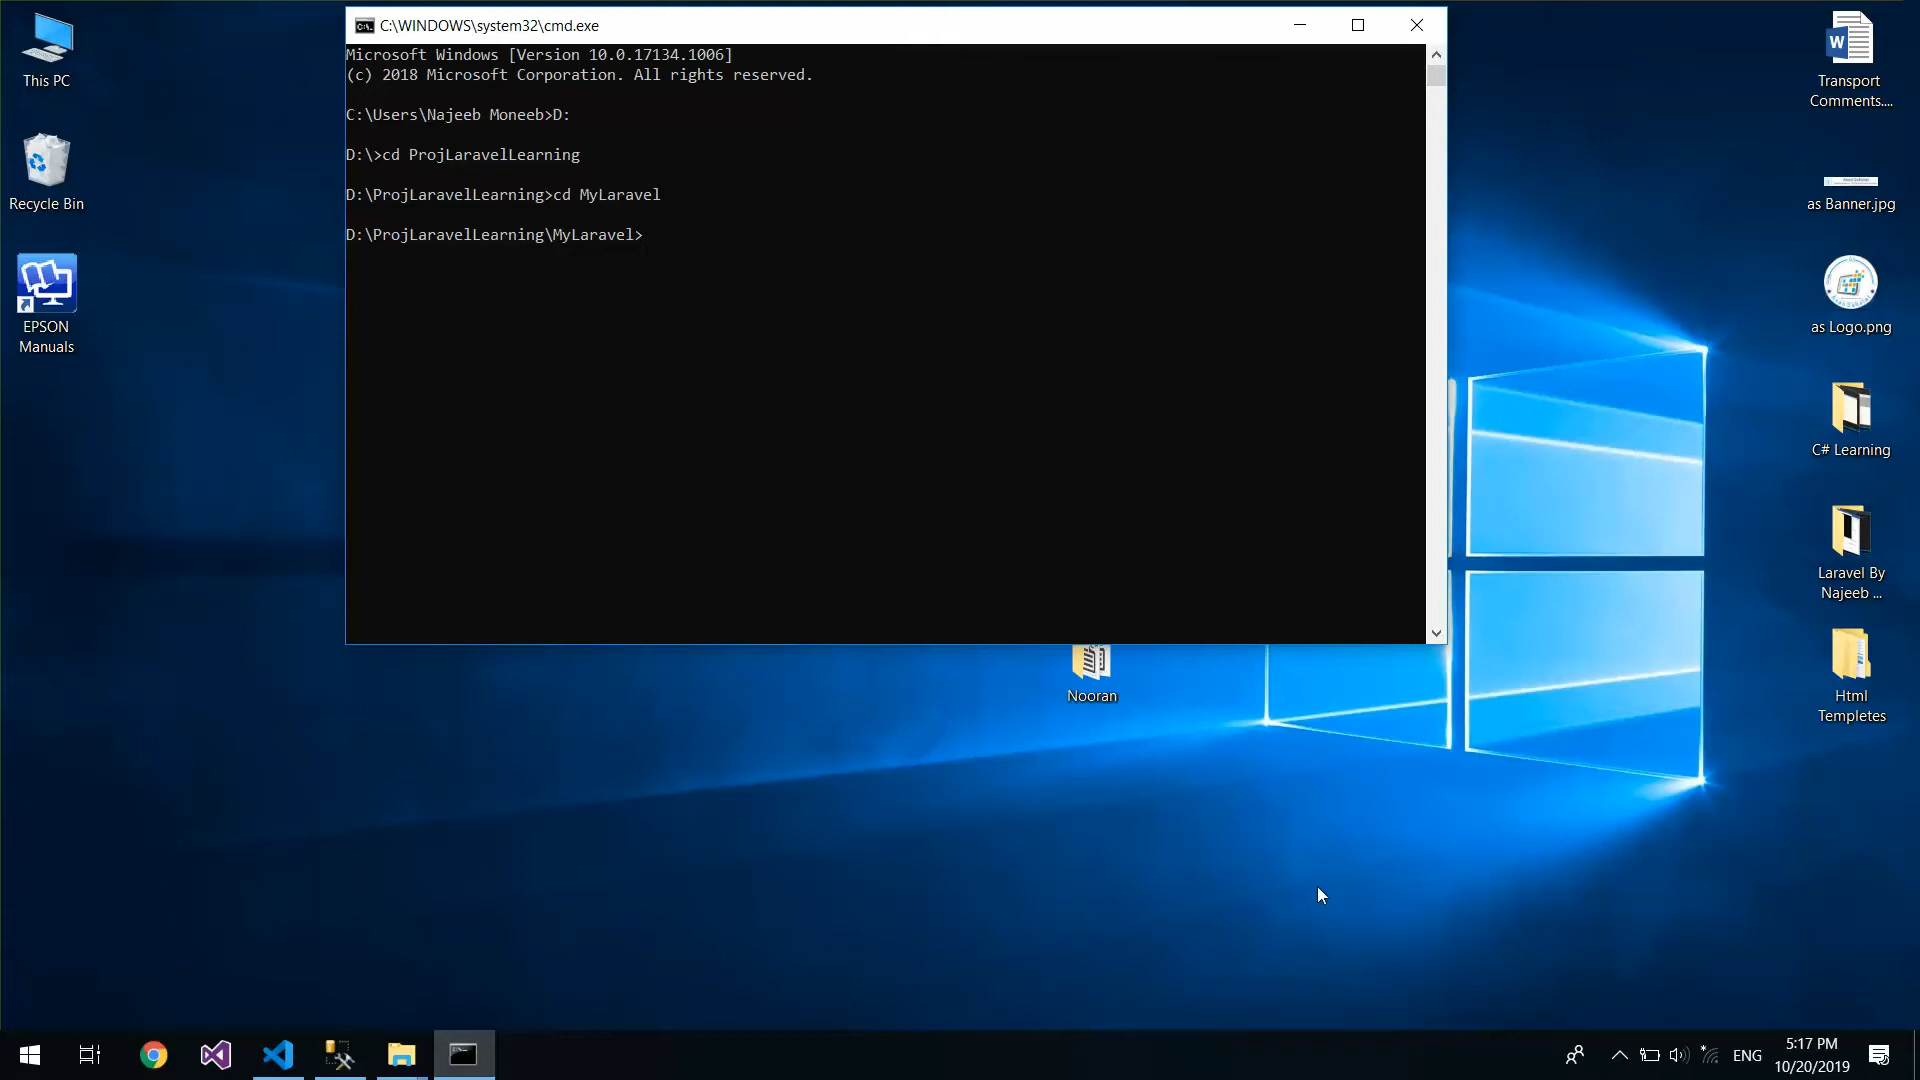 C:\WINDOWS\system32\cmd.exe
Microsoft Windows [Version 10.0.17134.1006]
(c) 2018 Microsoft Corporation. All rights reserved.
C:\Users\Najeeb Moneeb>D:
D:\>cd ProjLaravelLearning
D:\ProjLaravelLearning>cd MyLaravel
D:\ProjLaravelLearning\MyLaravel>
This PC
Recycle Bin
EPSON
Manuals
Transport
Comments....
as Banner.jpg
as Logo.png
C# Learning
Laravel By
Najeeb ...
Html
Templetes
Nooran
ENG
5:17 PM
10/20/2019